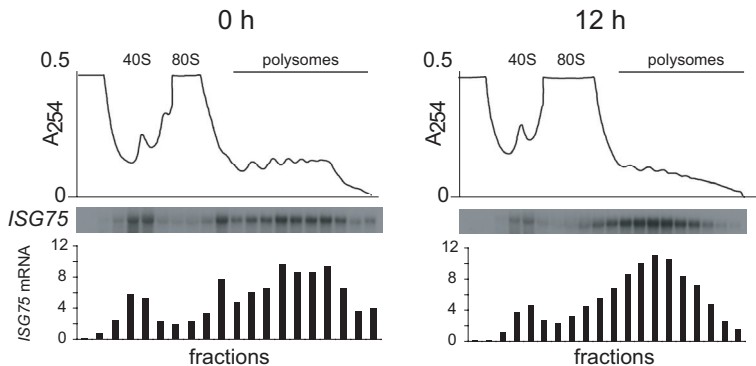 0 h
12 h
0.5
40S
80S
polysomes
A254
0
ISG75
12
8
4
0
ISG75 mRNA
fractions
0.5
40S
80S
polysomes
A254
0
12
8
4
0
fractions